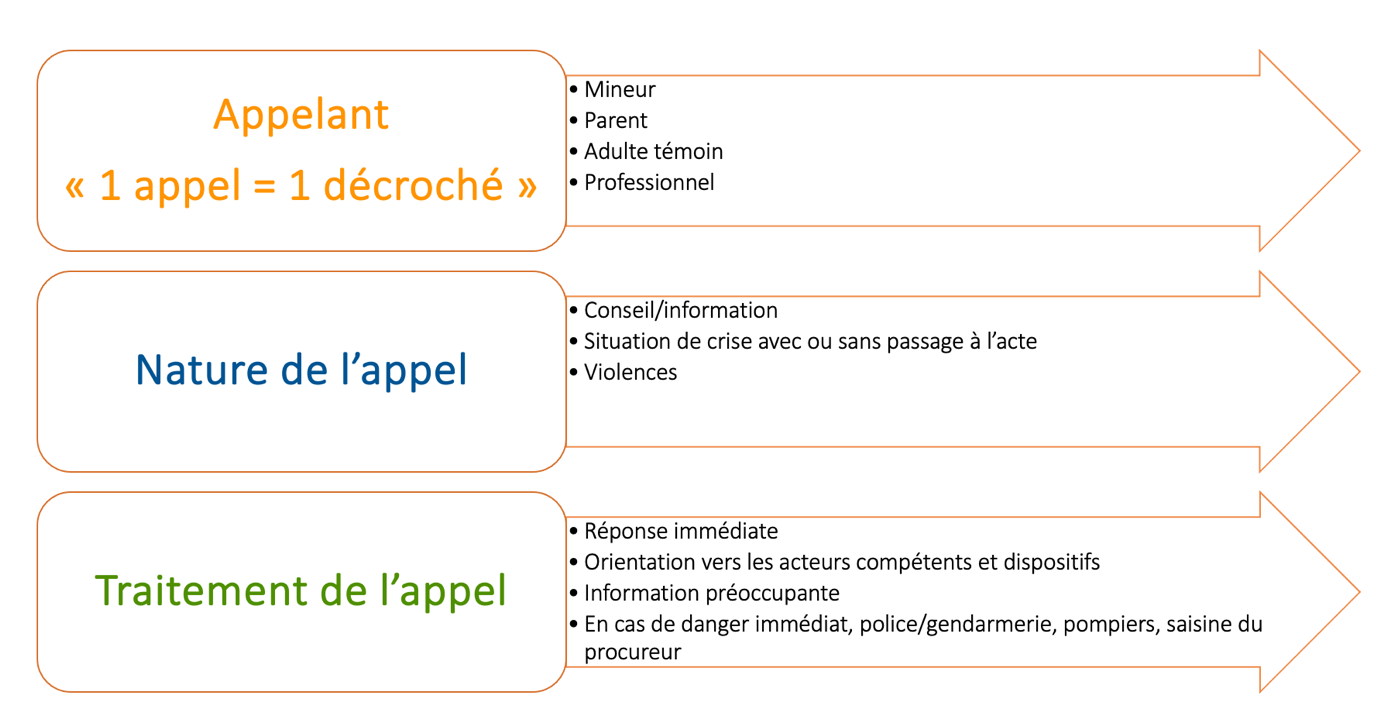 Appelant
« 1 appel = 1 décroché »
• Mineur
• Parent
• Adulte témoin
• Professionnel
Nature de l’appel
• Conseil/information
• Situation de crise avec ou sans passage à l’acte
• Violences
Traitement de l’appel
• Réponse immédiate
• Orientation vers les acteurs compétents et dispositifs
• Information préoccupante
• En cas de danger immédiat, police/gendarmerie, pompiers, saisine du
procureur